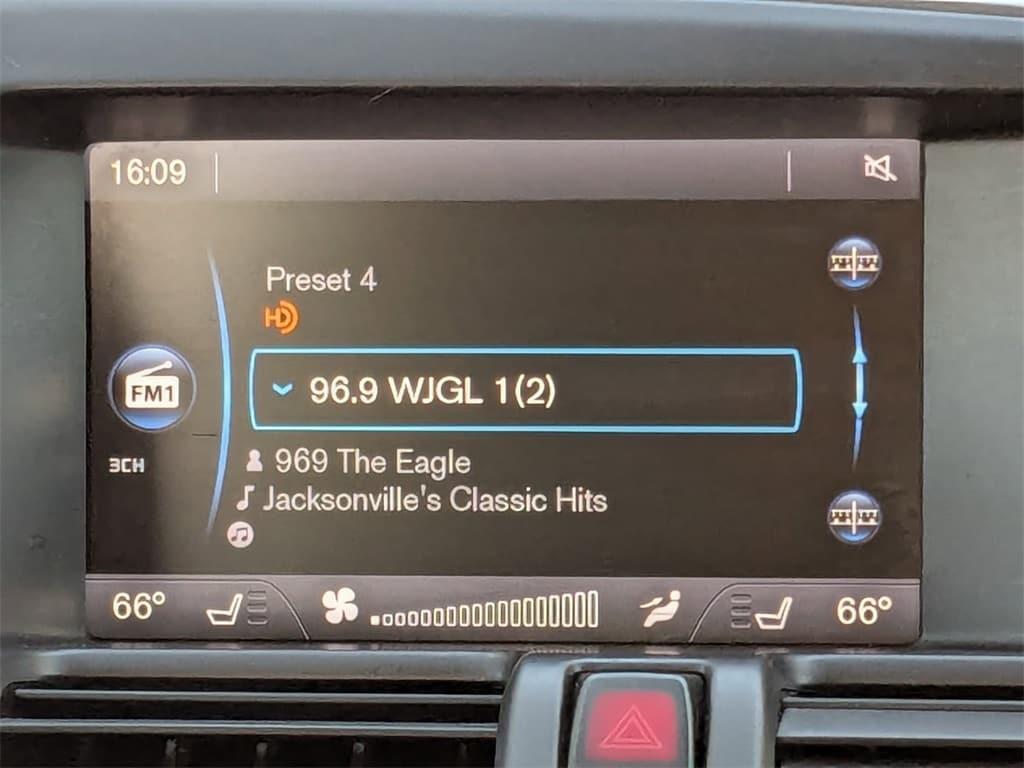 16:09
Preset 4
HD
FM1
96.9 WJGL 1(2)
3CH
969 The Eagle
Jacksonville's Classic Hits
66°
66°